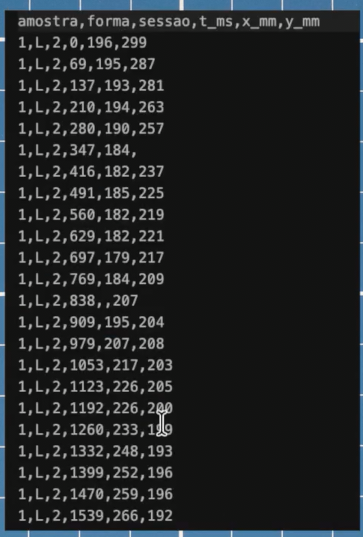 amostra,forma,sessao,t_ms,x_mm,y_mm
1,L,2,0,196,299
1,L,2,69,195,287
1,L,2,137,193,281
1,L,2,210,194,263
1,L,2,280,190,257
1,L,2,347,184,
1,L,2,416,182,237
1,L,2,491,185,225
1,L,2,560,182,219
1,L,2,629,182,221
1,L,2,697,179,217
1,L,2,769,184,209
1,L,2,838,,207
1,L,2,909,195,204
1,L,2,979,207,208
1,L,2,1053,217,203
1,L,2,1123,226,205
1,L,2,1192,226,200
1,L,2,1260,233,199
1,L,2,1332,248,193
1,L,2,1399,252,196
1,L,2,1470,259,196
1,L,2,1539,266,192